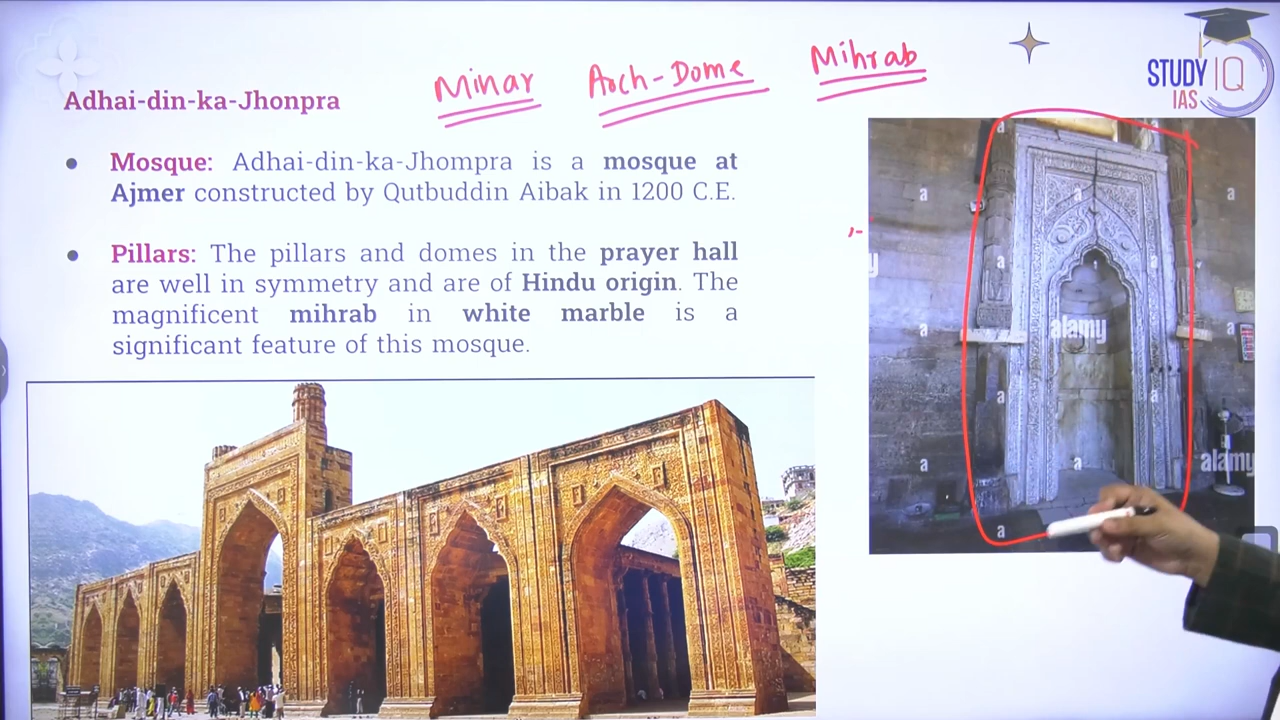 Minar Arch-Dome Mihrab
STUDY IQ
IAS
Adhai-din-ka-Jhonpra
• Mosque: Adhai-din-ka-Jhompra is a mosque at
Ajmer constructed by Qutbuddin Aibak in 1200 C.E.
• Pillars: The pillars and domes in the prayer hall
are well in symmetry and are of Hindu origin. The
magnificent mihrab in white marble is a
significant feature of this mosque.
a
a a a
my a a
a alamy a
a a
a a alamy
a